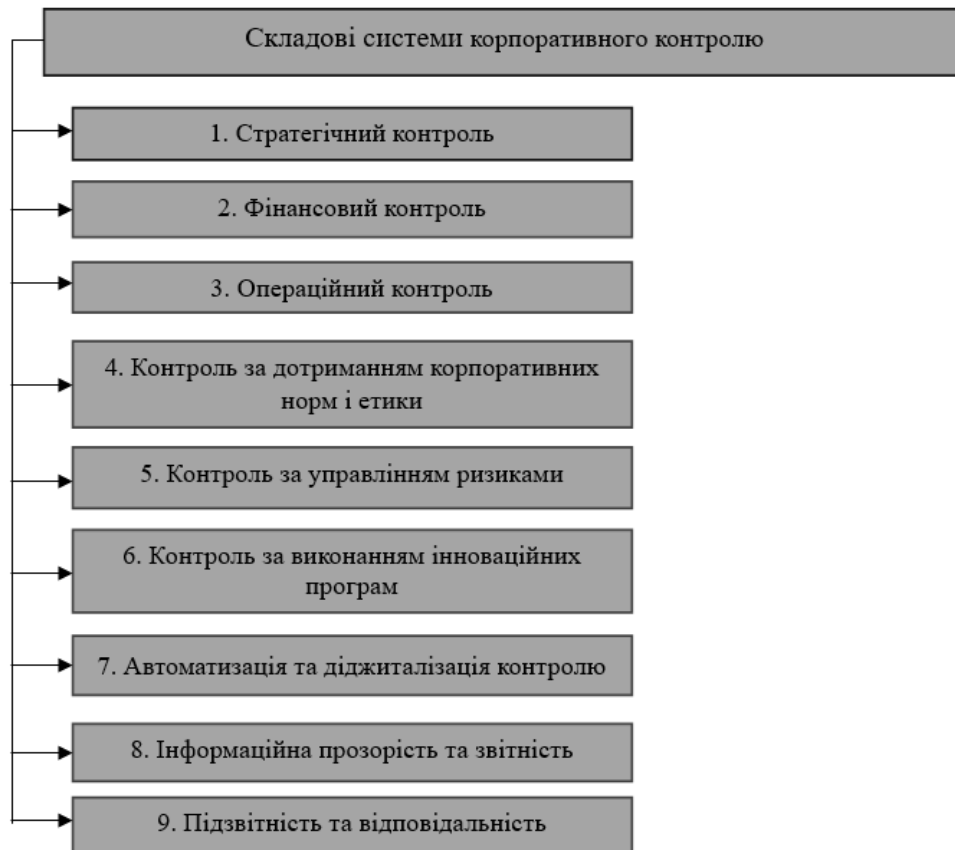 Складові системи корпоративного контролю
1. Стратегічний контроль
2. Фінансовий контроль
3. Операційний контроль
4. Контроль за дотриманням корпоративних
норм і етики
5. Контроль за управлінням ризиками
6. Контроль за виконанням інноваційних
програм
7. Автоматизація та діджиталізація контролю
8. Інформаційна прозорість та звітність
9. Підзвітність та відповідальність